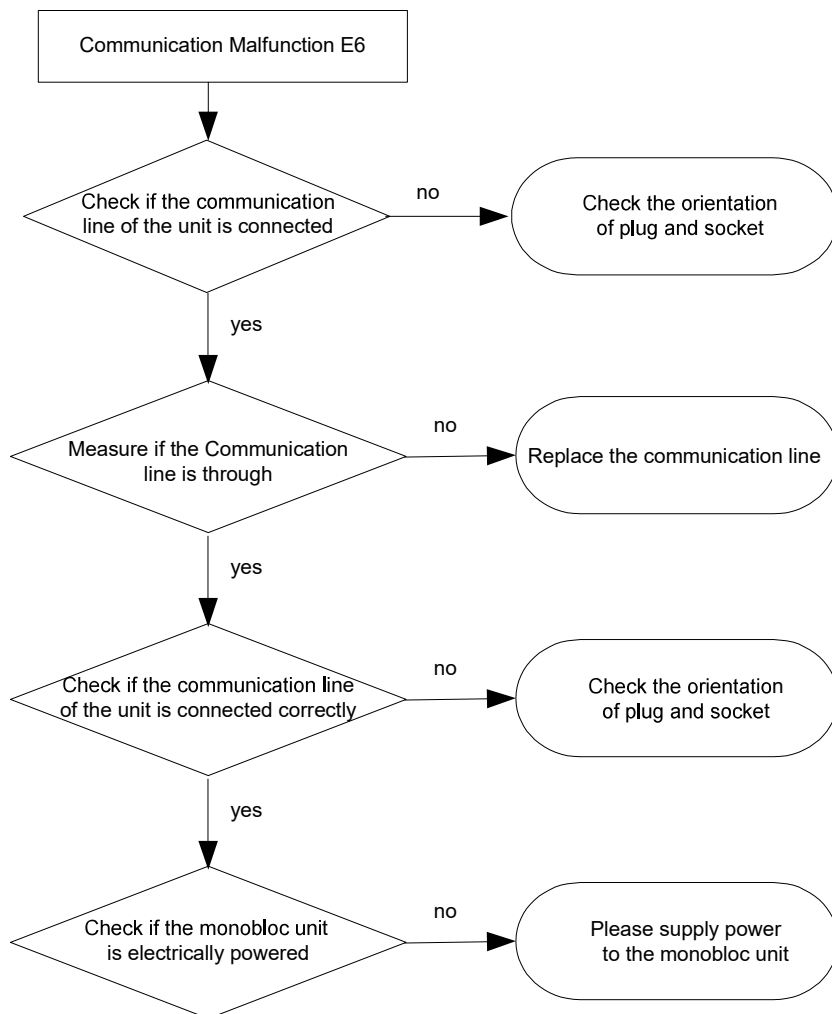 Communication Malfunction E6
Check if the communication
line of the unit is connected
no
Check the orientation
of plug and socket
yes
Measure if the Communication
line is through
no
Replace the communication line
yes
Check if the communication line
of the unit is connected correctly
no
Check the orientation
of plug and socket
yes
Check if the monobloc unit
is electrically powered
no
Please supply power
to the monobloc unit